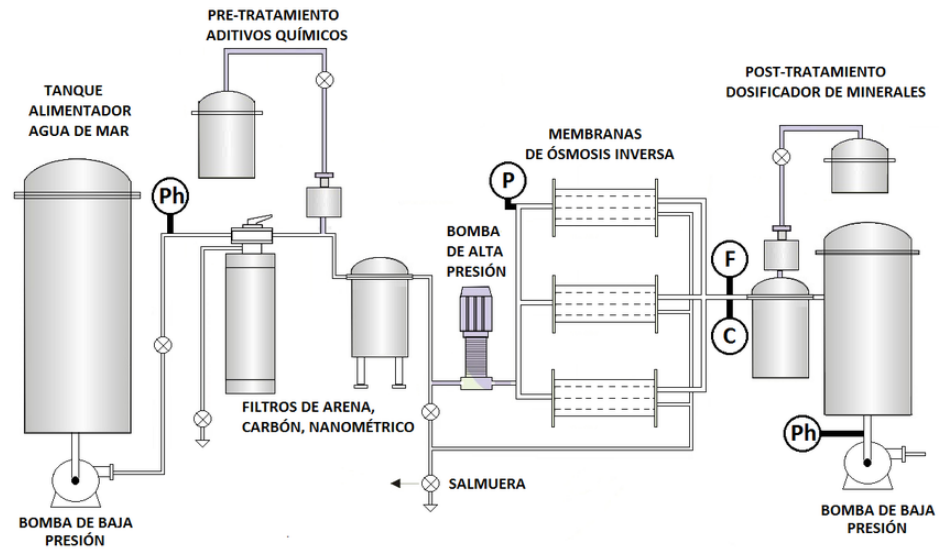 PRE-TRATAMIENTO
ADITIVOS QUÍMICOS
TANQUE
ALIMENTADOR
AGUA DE MAR
POST-TRATAMIENTO
DOSIFICADOR DE MINERALES
MEMBRANAS
DE ÓSMOSIS INVERSA
Ph
P
BOMBA
DE ALTA
PRESIÓN
F
C
FILTROS DE ARENA,
CARBÓN, NANOMÉTRICO
Ph
SALMUERA
BOMBA DE BAJA
PRESIÓN
BOMBA DE BAJA
PRESIÓN